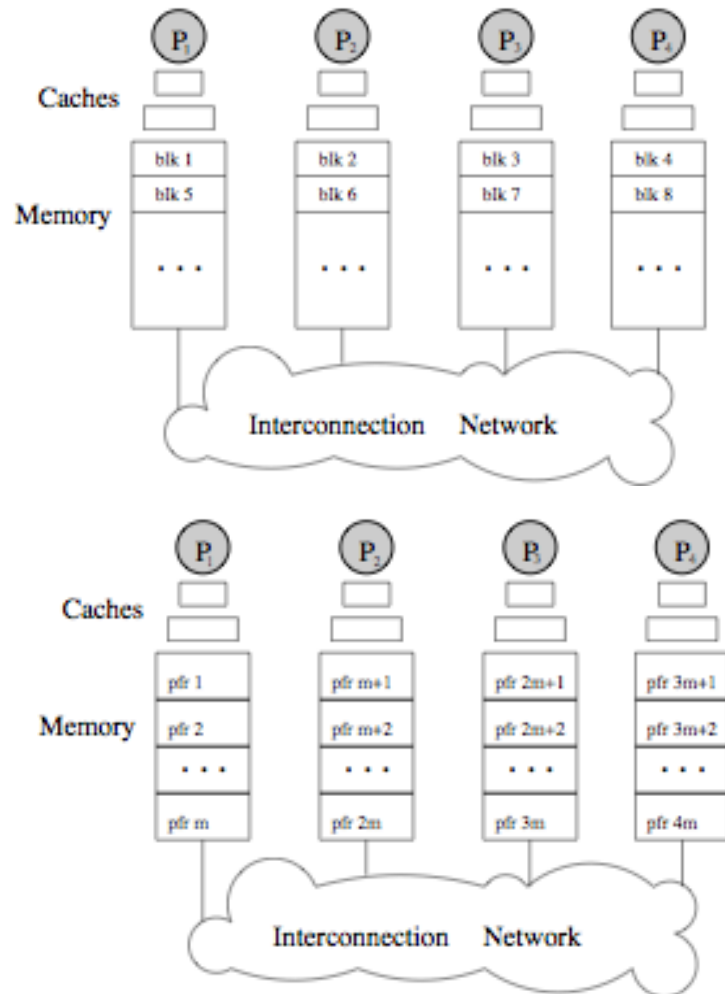 P1 P2 P3 P4
Caches
blk 1 blk 2 blk 3 blk 4
blk 5 blk 6 blk 7 blk 8
Memory
• • • • • • • • • • • •
Interconnection Network
P1 P2 P3 P4
Caches
pfr 1 pfr m+1 pfr 2m+1 pfr 3m+1
Memory
pfr 2 pfr m+2 pfr 2m+2 pfr 3m+2
• • • • • • • • • • • •
pfr m pfr 2m pfr 3m pfr 4m
Interconnection Network